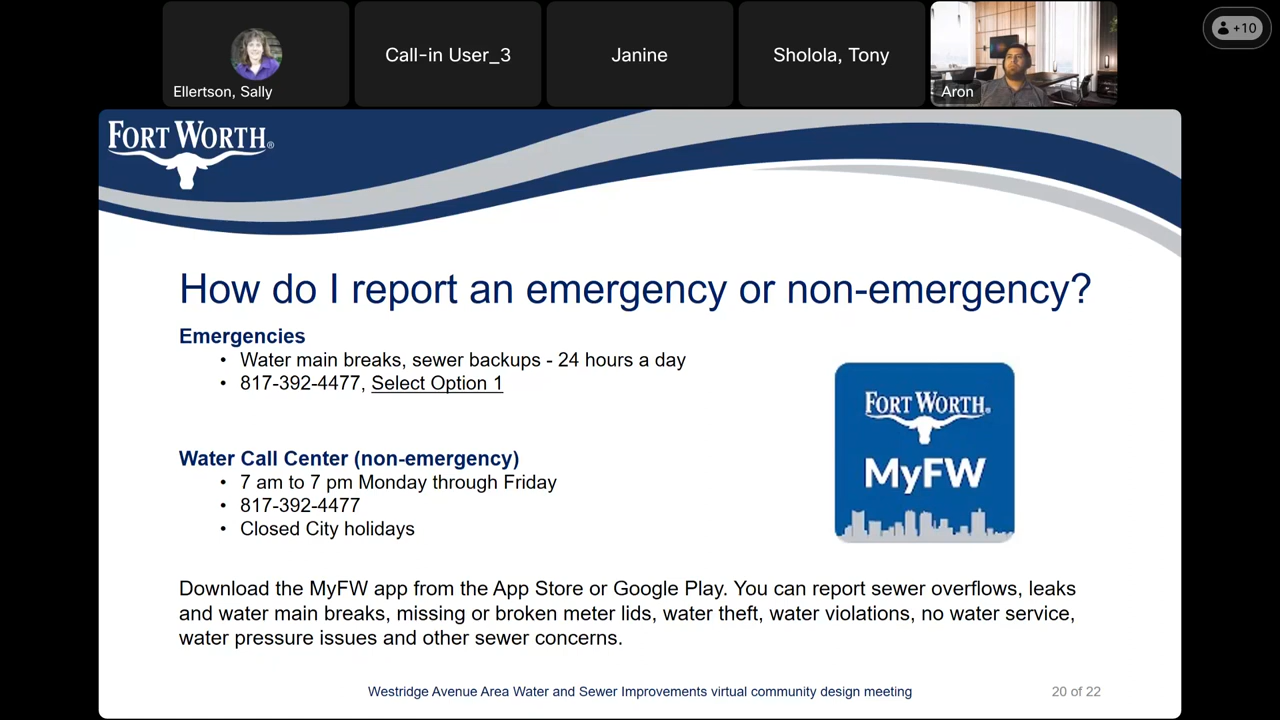 Ellertson, Sally
Call-in User_3
Janine
Sholola, Tony
Aron
+10
FORT WORTH®
How do I report an emergency or non-emergency?
Emergencies
• Water main breaks, sewer backups - 24 hours a day
• 817-392-4477, Select Option 1
Water Call Center (non-emergency)
• 7 am to 7 pm Monday through Friday
• 817-392-4477
• Closed City holidays
FORT WORTH®
MyFW
Download the MyFW app from the App Store or Google Play. You can report sewer overflows, leaks
and water main breaks, missing or broken meter lids, water theft, water violations, no water service,
water pressure issues and other sewer concerns.
Westridge Avenue Area Water and Sewer Improvements virtual community design meeting
20 of 22